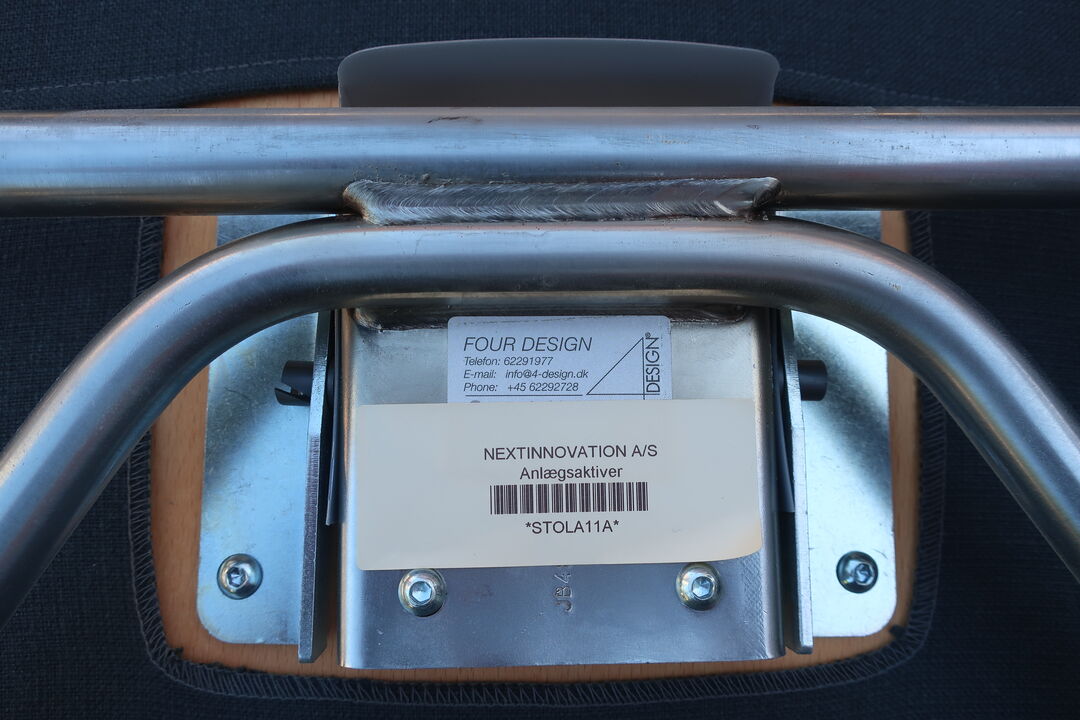 FOUR DESIGN
Telefon: 62291977
E-mail: info@4-design.dk
Phone: +45 62292728
DESIGN®
NEXTINNOVATION A/S
Anlægsaktiver
*STOLA11A*